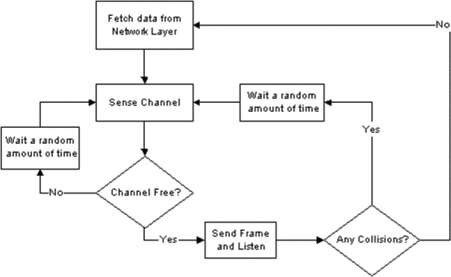 Fetch data from
Network Layer
No
Sense Channel
Wait a random
amount of time
Wait a random
amount of time
Yes
Channel Free?
No
Yes
Send Frame
and Listen
Any Collisions?